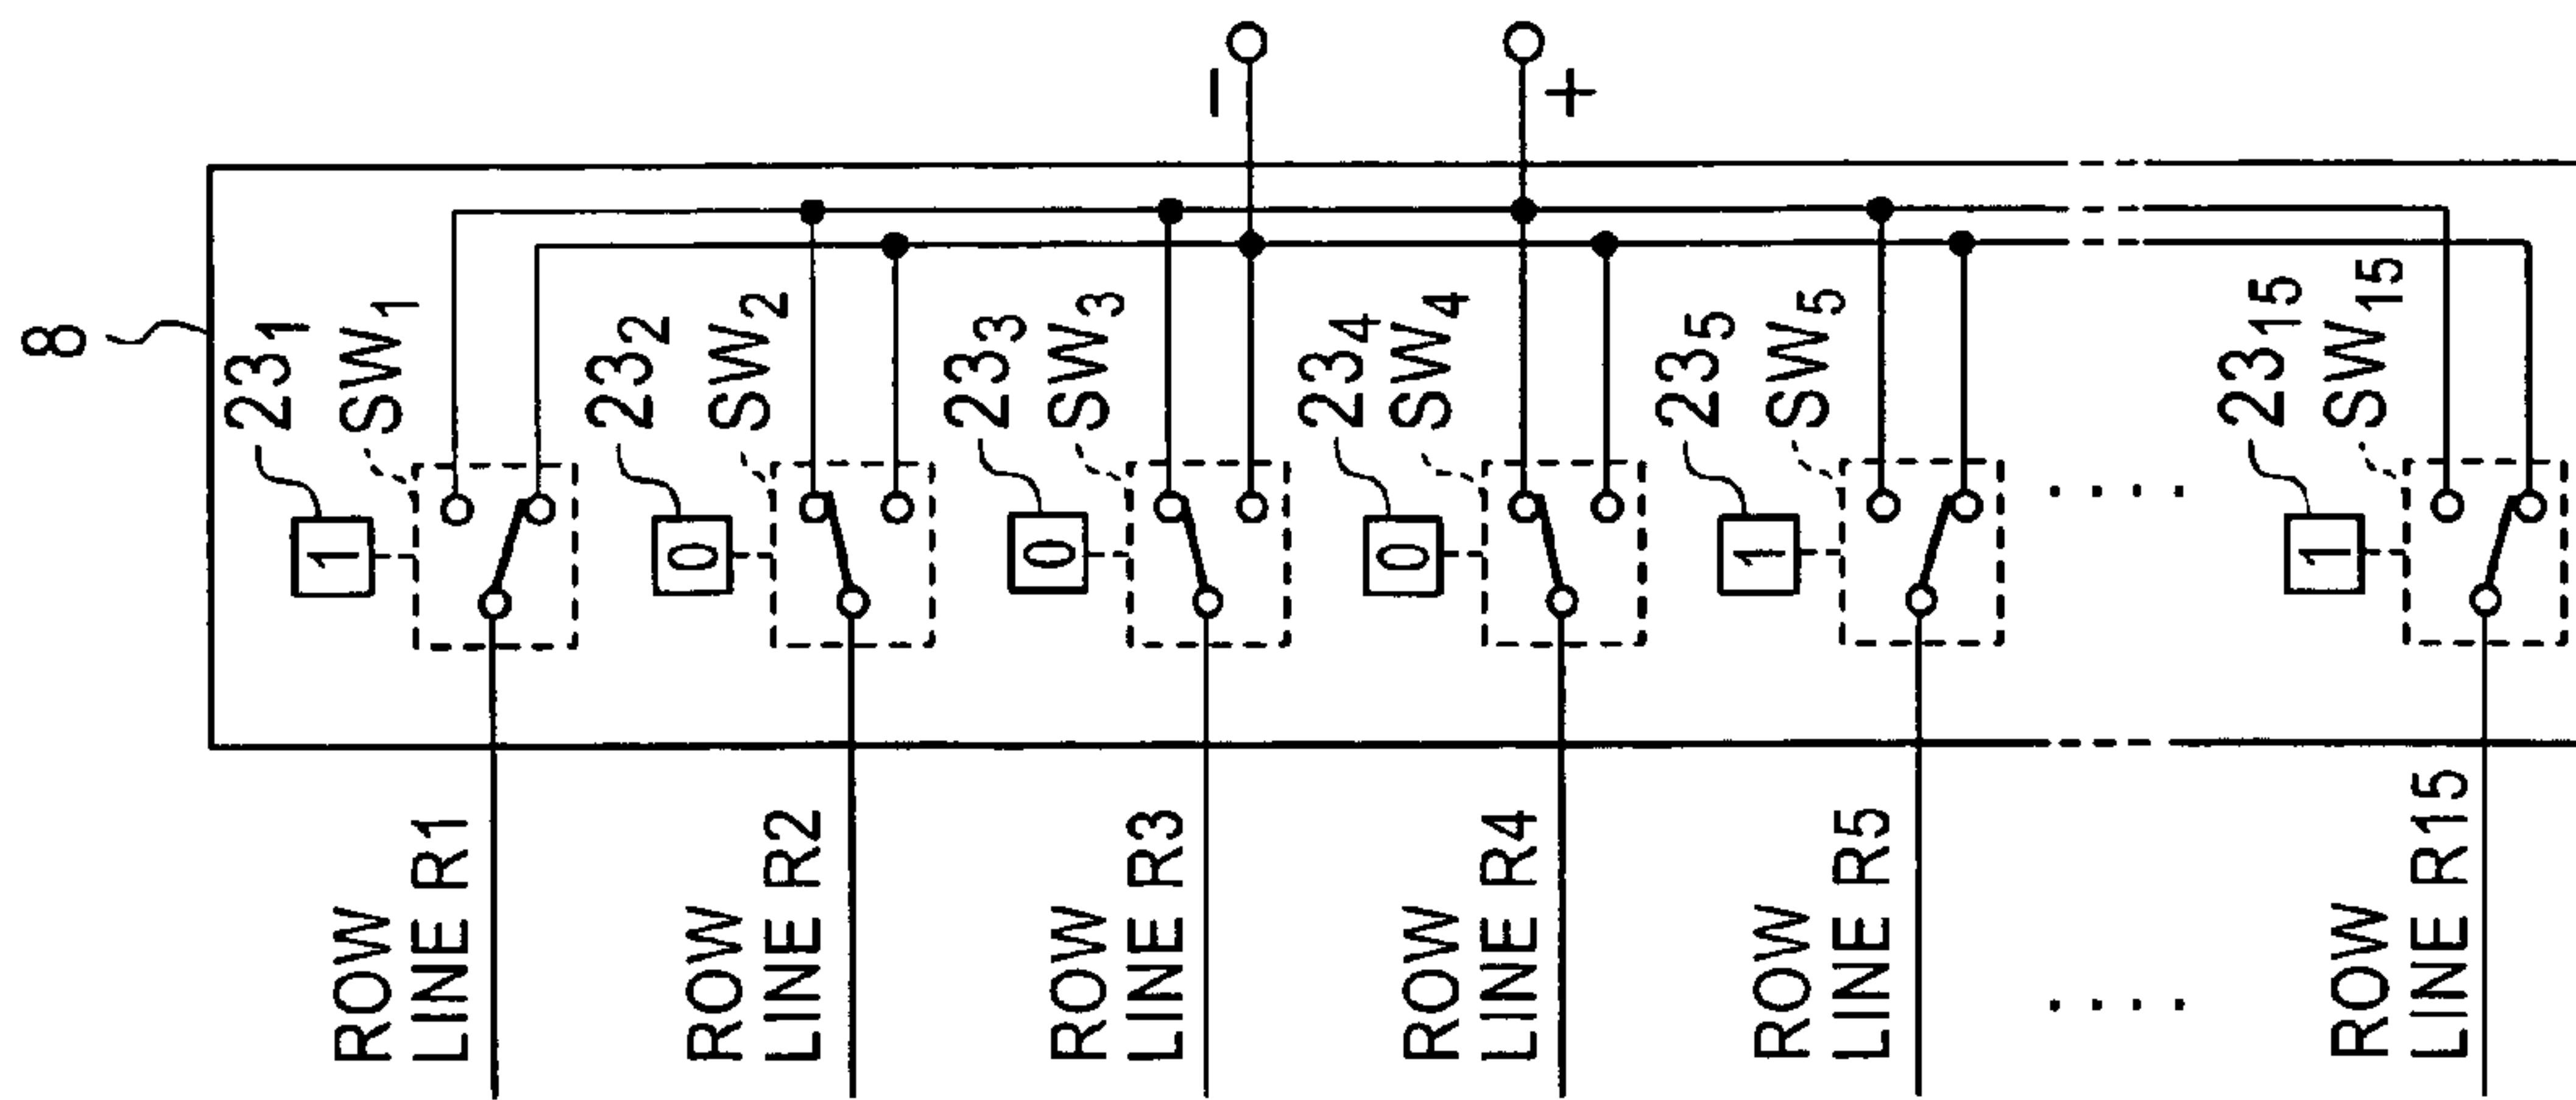 8
−
+
23₁
SW₁
1
23₂
SW₂
0
23₃
SW₃
0
23₄
SW₄
0
23₅
SW₅
1
. . . .
23₁₅
SW₁₅
1
ROW
LINE R1
ROW
LINE R2
ROW
LINE R3
ROW
LINE R4
ROW
LINE R5
. . . .
ROW
LINE R15